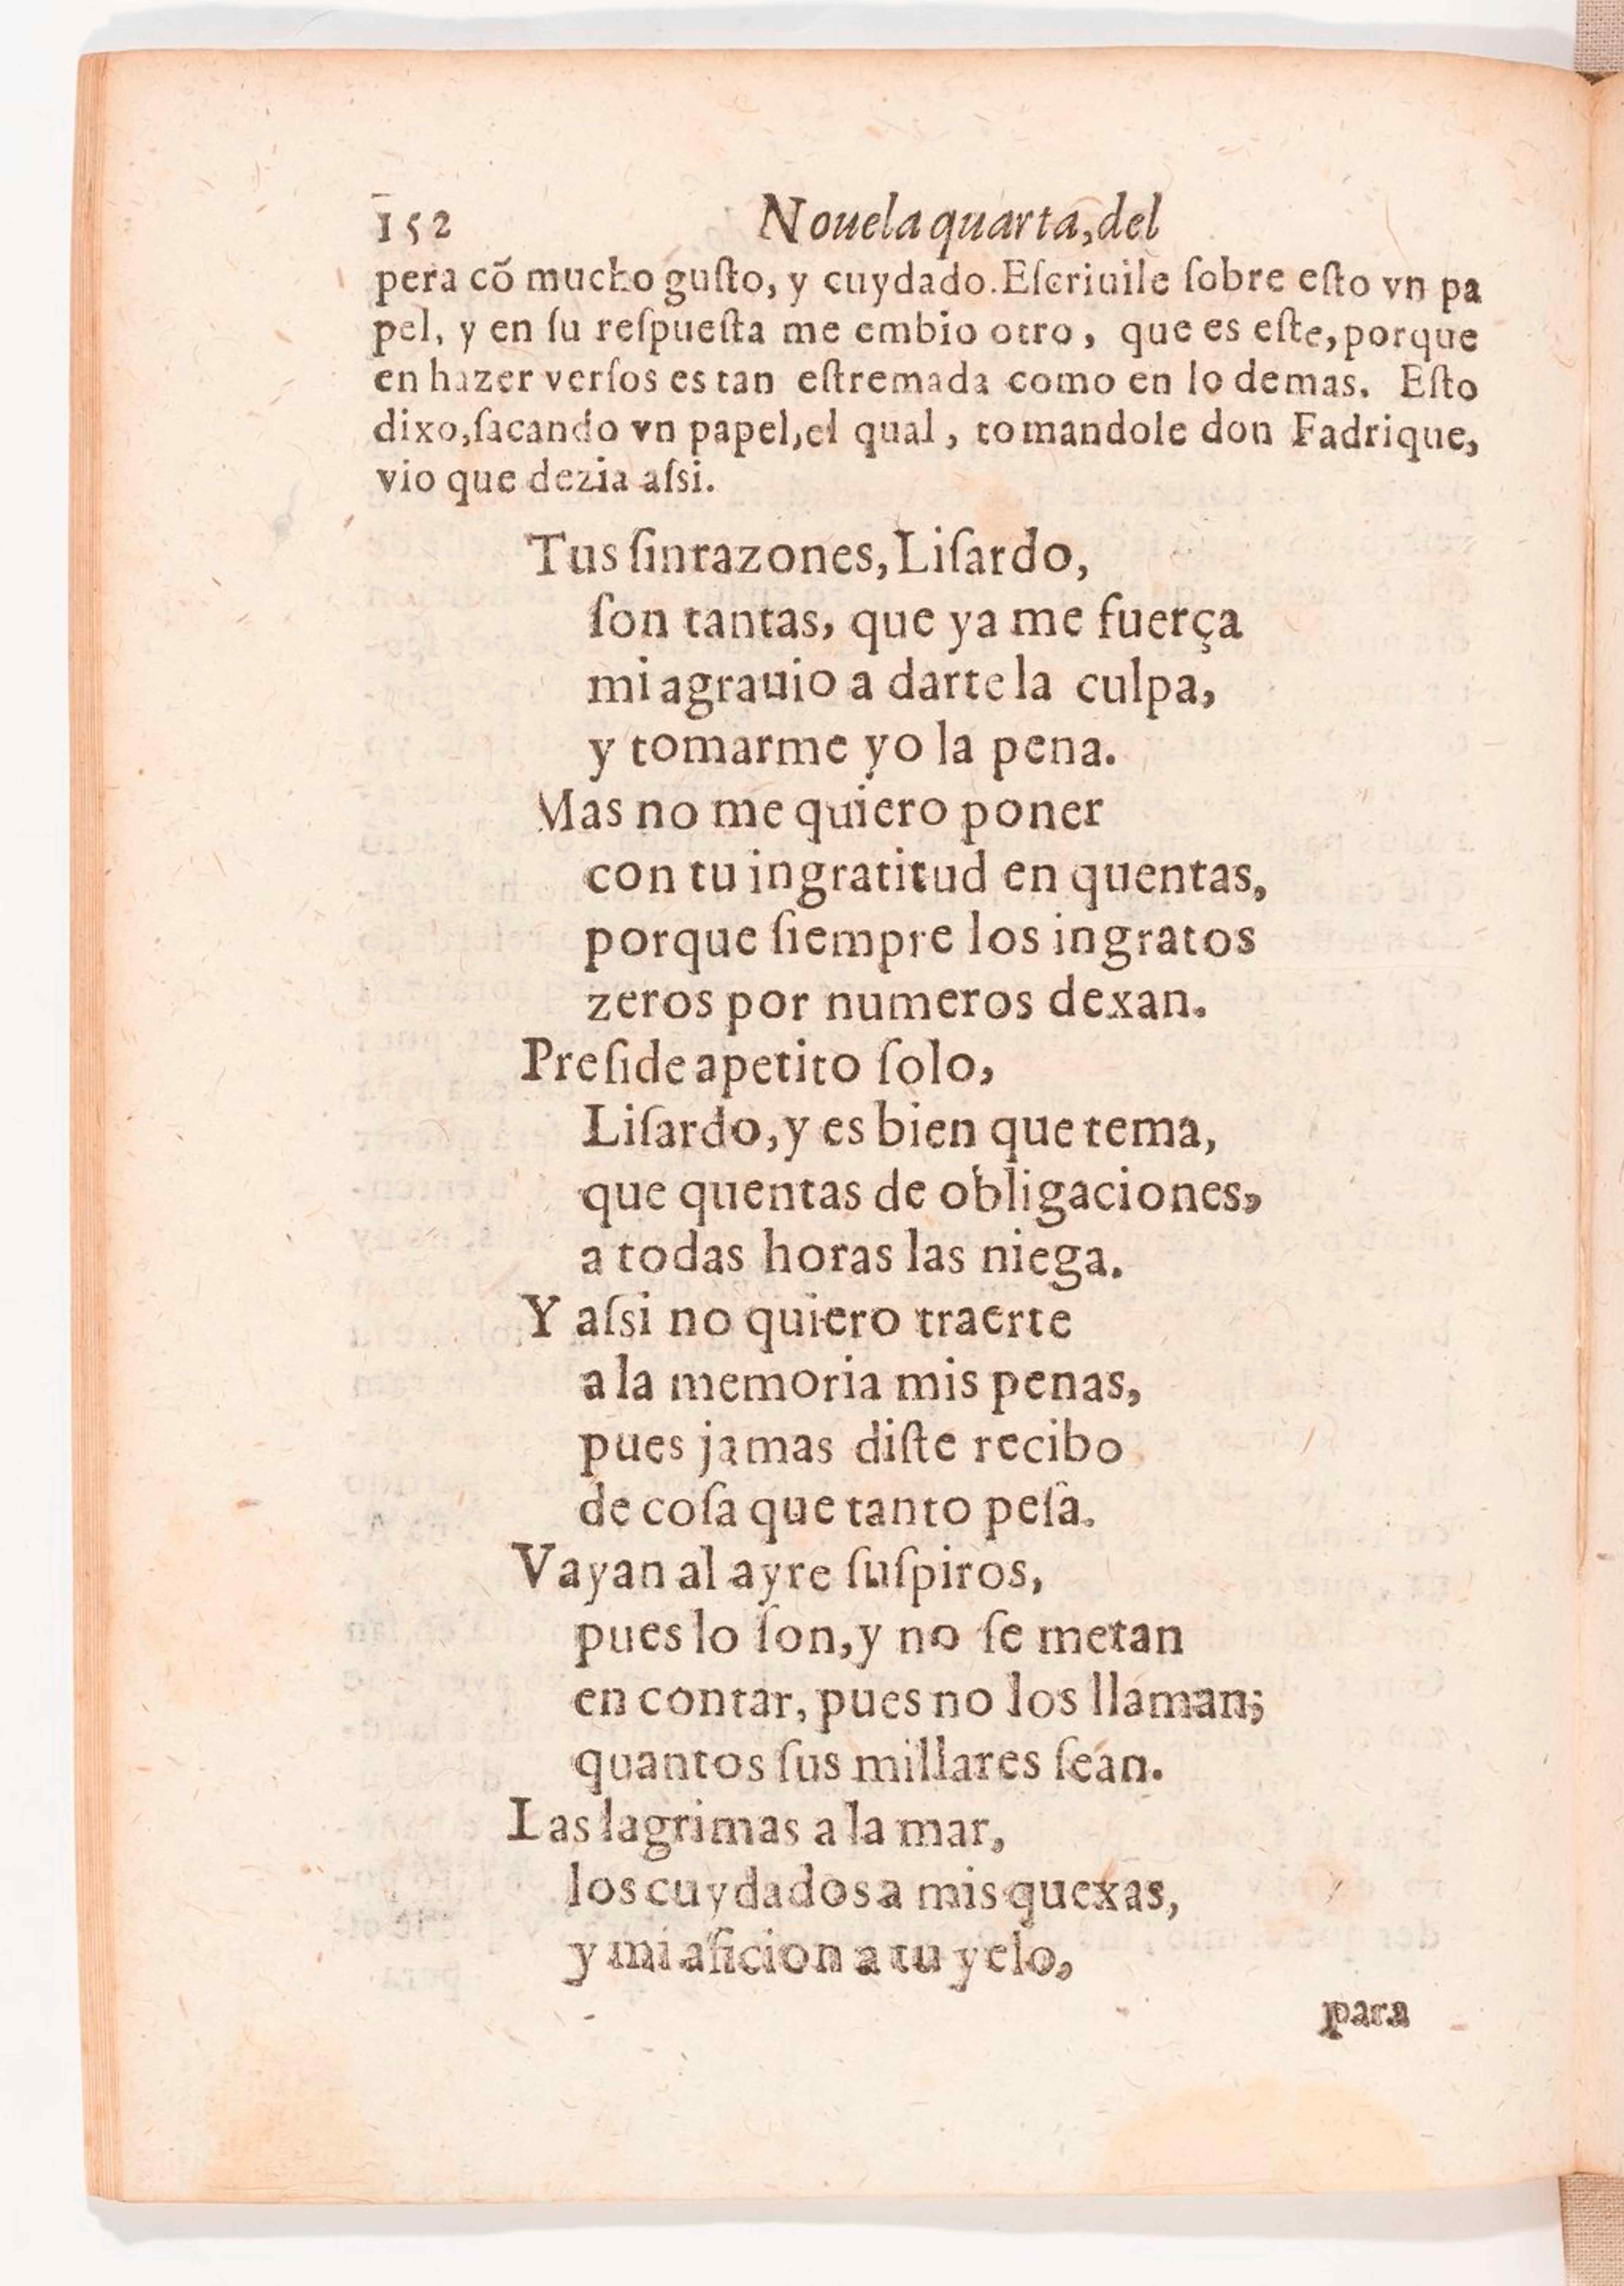 152 Nouela quarta, del
pera cõ mucho guſto, y cuydado. Eſcriuile ſobre eſto vn pa
pel, y en ſu reſpueſta me embio otro, que es eſte, porque
en hazer verſos es tan eſtremada como en lo demas. Eſto
dixo, ſacando vn papel, el qual, tomandole don Fadrique,
vio que dezia aſsi.
Tus ſinrazones, Liſardo,
ſon tantas, que ya me fuerça
mi agrauio a darte la culpa,
y tomarme yo la pena.
Mas no me quiero poner
con tu ingratitud en quentas,
porque ſiempre los ingratos
zeros por numeros dexan.
Preſide apetito ſolo,
Liſardo, y es bien que tema,
que quentas de obligaciones,
a todas horas las niega.
Y aſsi no quiero traerte
a la memoria mis penas,
pues jamas diſte recibo
de coſa que tanto peſa.
Vayan al ayre ſuſpiros,
pues lo ſon, y no ſe metan
en contar, pues no los llaman;
quantos ſus millares ſean.
Las lagrimas a la mar,
los cuydados a mis quexas,
y mi aficion a tu yelo,
para